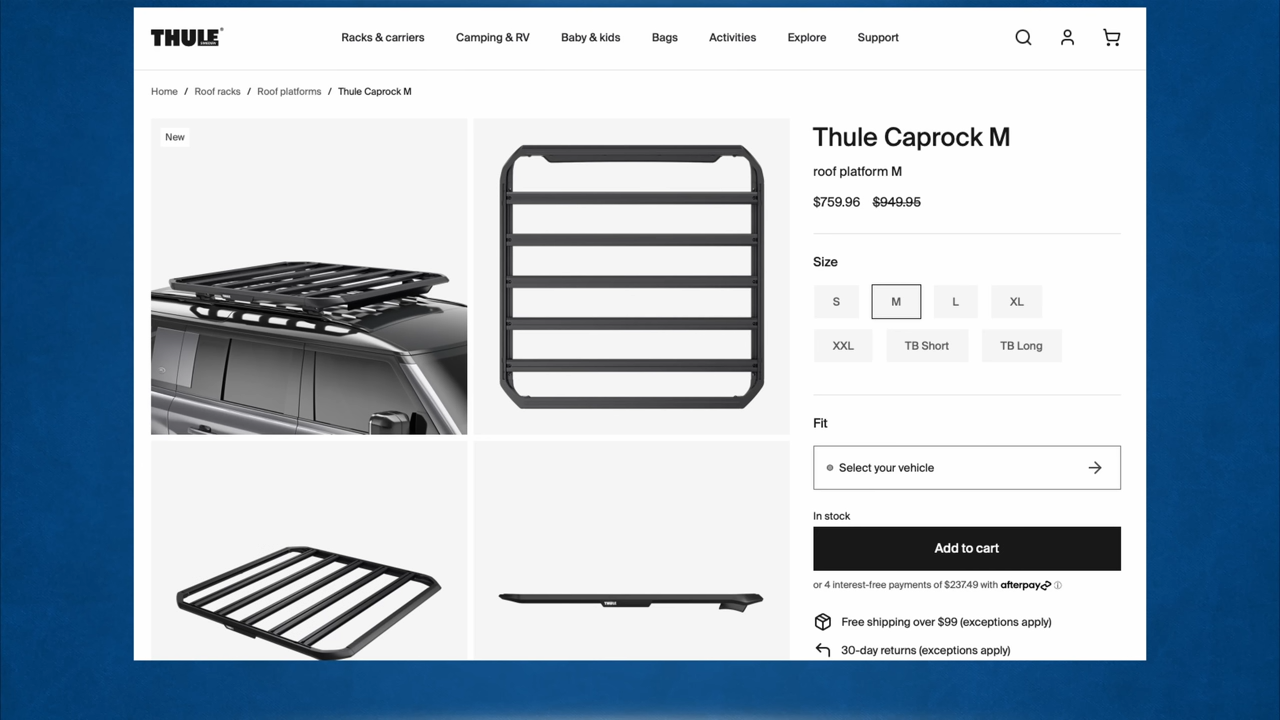 THULE
SWEDEN
Racks & carriers
Camping & RV
Baby & kids
Bags
Activities
Explore
Support
Home / Roof racks / Roof platforms / Thule Caprock M
New
Thule Caprock M
roof platform M
$759.96 $949.95
Size
S
M
L
XL
XXL
TB Short
TB Long
Fit
Select your vehicle
In stock
Add to cart
or 4 interest-free payments of $237.49 with afterpay
Free shipping over $99 (exceptions apply)
30-day returns (exceptions apply)
THULE